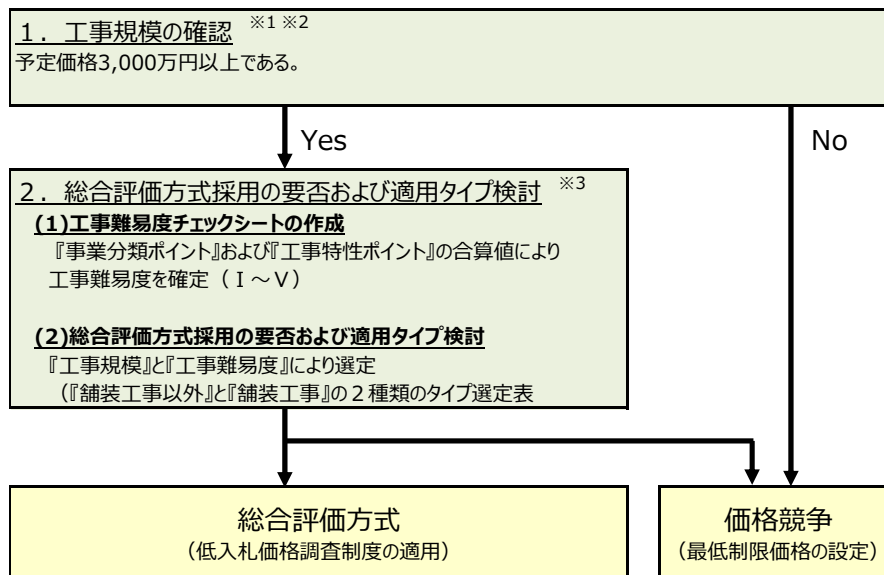 １．工事規模の確認 ※1 ※2
予定価格3,000万円以上である。
Yes
No
２．総合評価方式採用の要否および適用タイプ検討 ※3
(1)工事難易度チェックシートの作成
『事業分類ポイント』および『工事特性ポイント』の合算値により
工事難易度を確定（Ⅰ～Ⅴ）
(2)総合評価方式採用の要否および適用タイプ検討
『工事規模』と『工事難易度』により選定
（『舗装工事以外』と『舗装工事』の２種類のタイプ選定表
総合評価方式
（低入札価格調査制度の適用）
価格競争
（最低制限価格の設定）